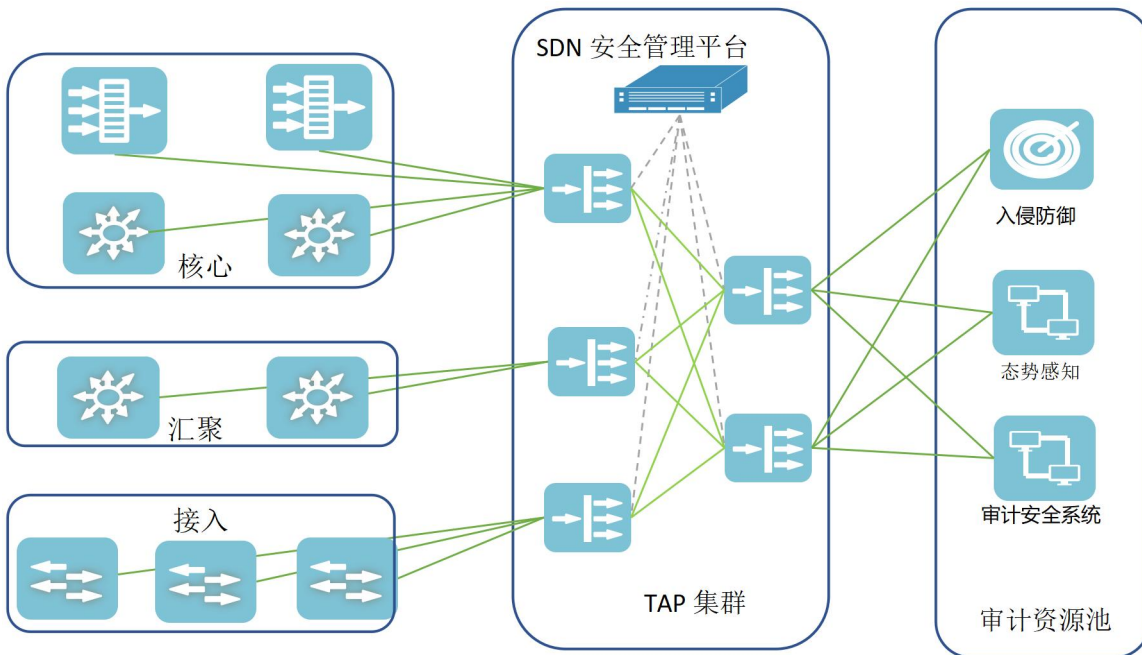 SDN 安全管理平台
核心
入侵防御
态势感知
汇聚
接入
审计安全系统
TAP 集群
审计资源池